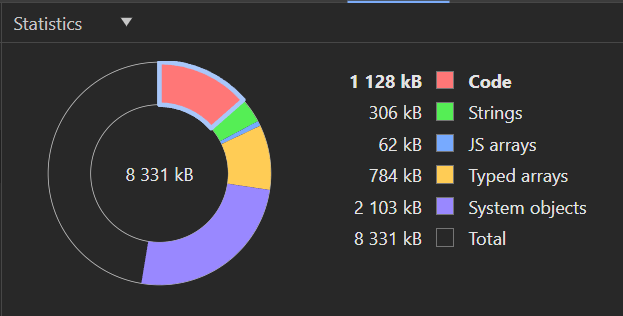 Statistics ▼
8 331 kB
1 128 kB Code
306 kB Strings
62 kB JS arrays
784 kB Typed arrays
2 103 kB System objects
8 331 kB Total